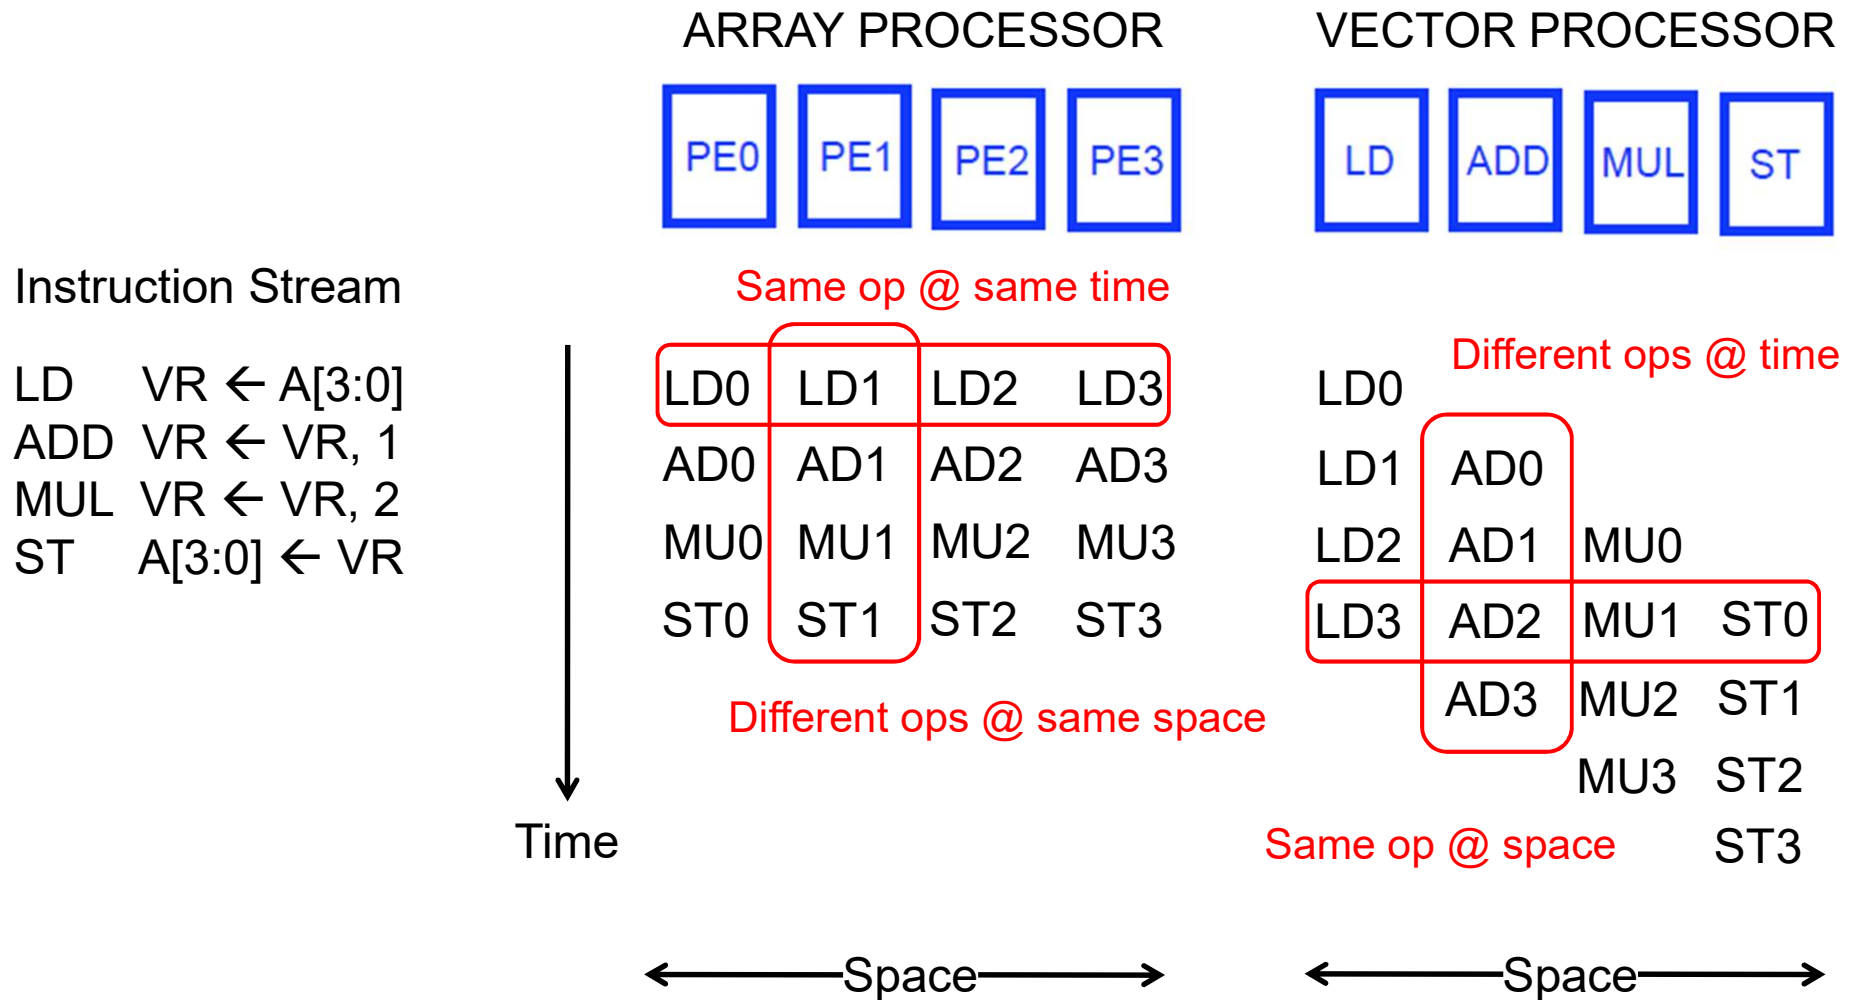 ARRAY PROCESSOR VECTOR PROCESSOR
PE0 PE1 PE2 PE3 LD ADD MUL ST
Instruction Stream
Same op @ same time
Different ops @ time
LD VR ← A[3:0]
ADD VR ← VR, 1
MUL VR ← VR, 2
ST A[3:0] ← VR
LD0 LD1 LD2 LD3
AD0 AD1 AD2 AD3
MU0 MU1 MU2 MU3
ST0 ST1 ST2 ST3
Different ops @ same space
LD0
LD1 AD0
LD2 AD1 MU0
LD3 AD2 MU1 ST0
AD3 MU2 ST1
MU3 ST2
ST3
Same op @ space
Time
Space
Space